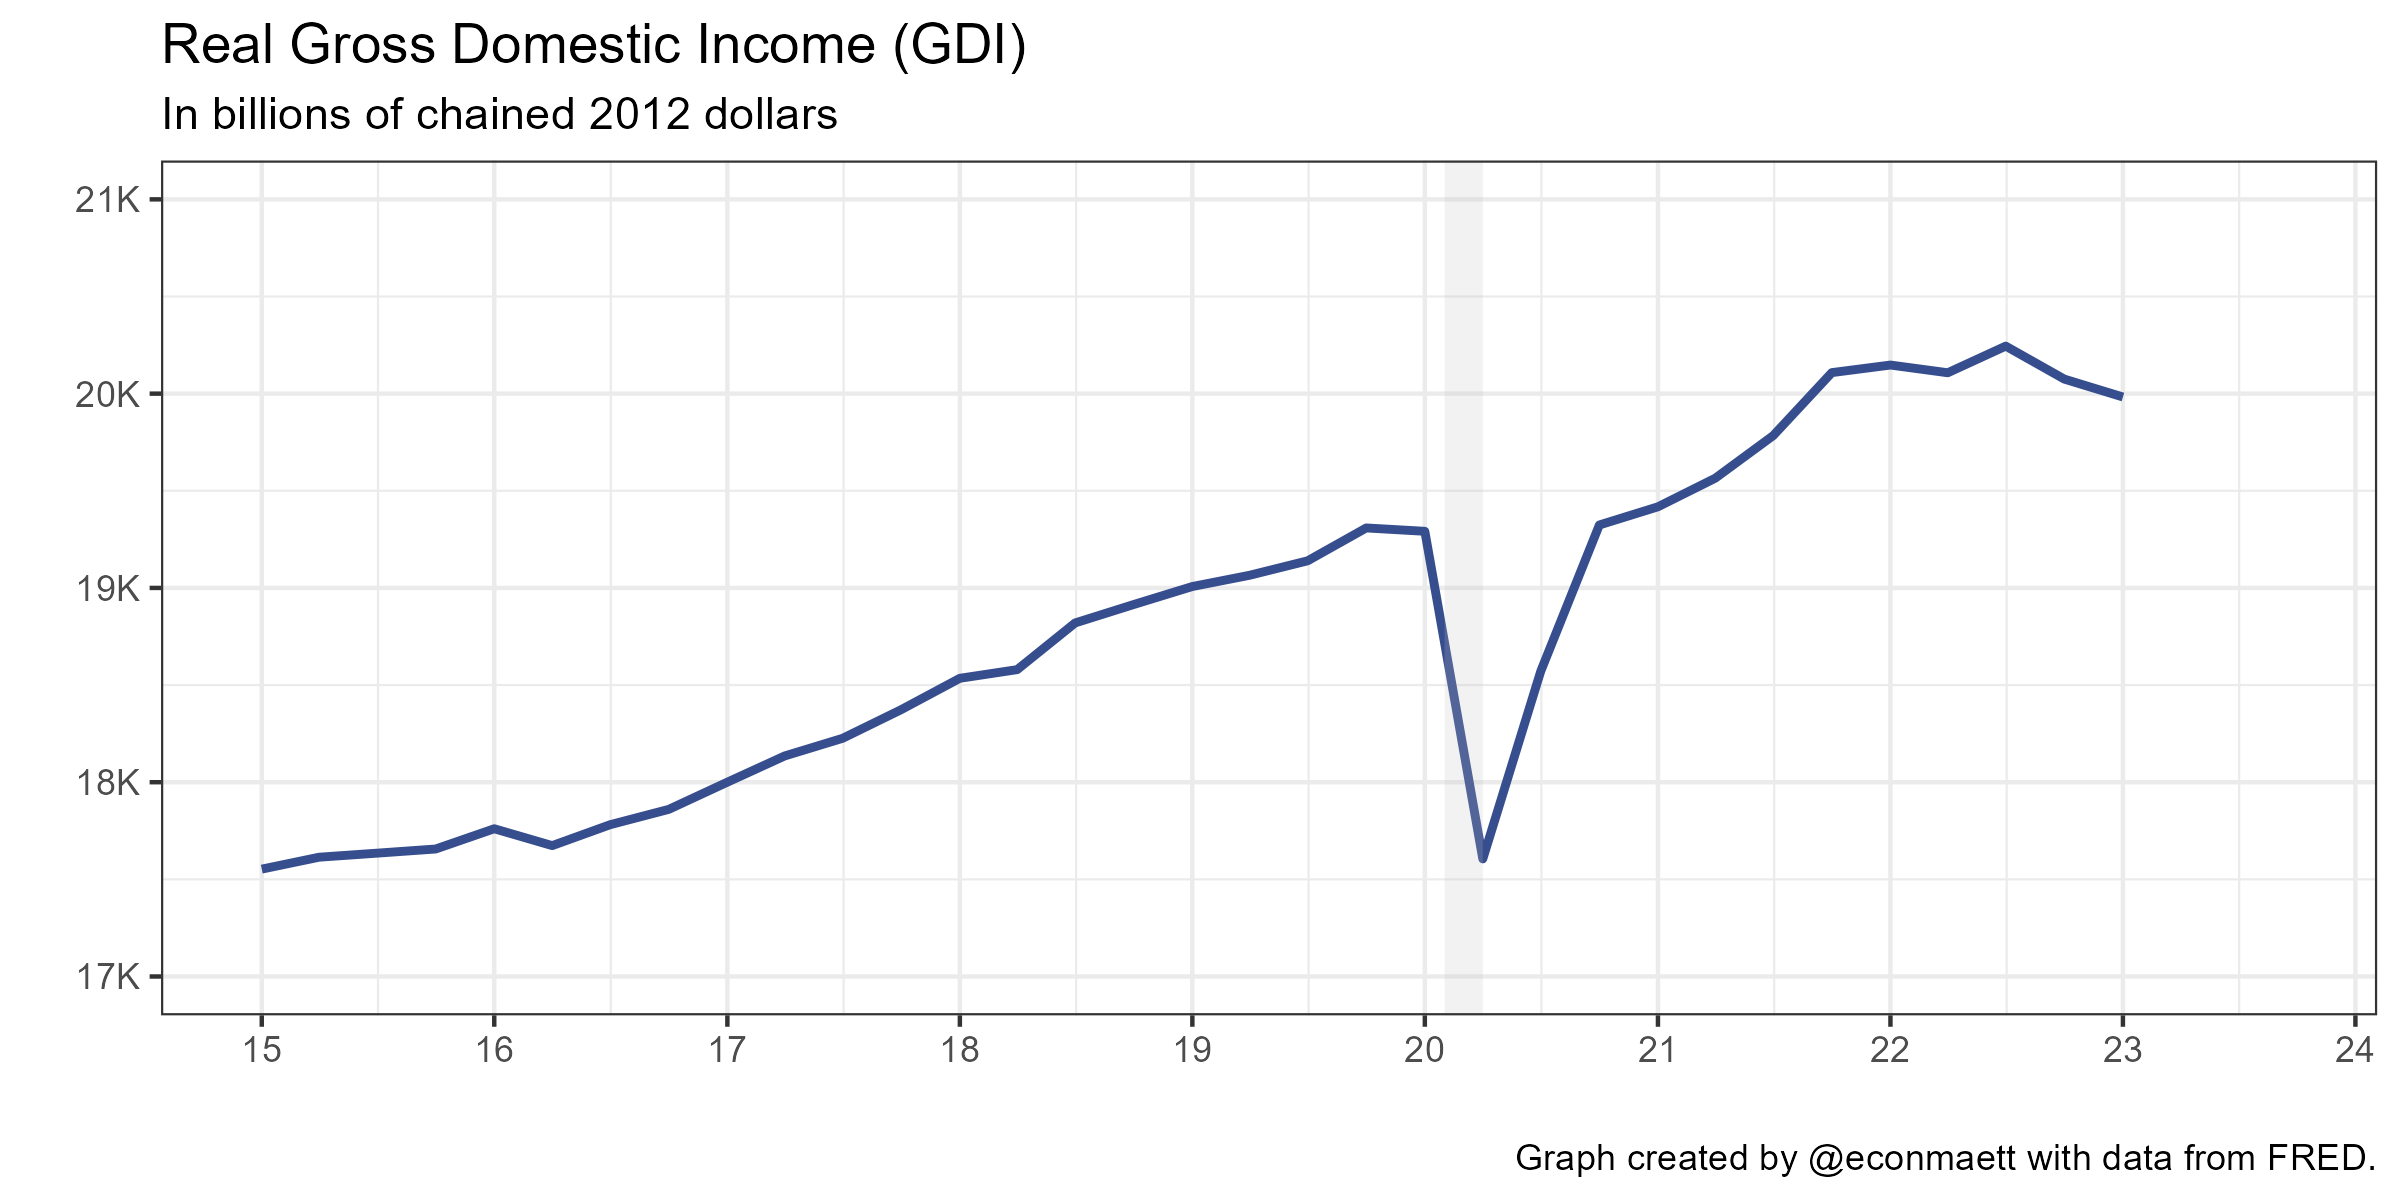 Real Gross Domestic Income (GDI)
In billions of chained 2012 dollars
21K
20K
19K
18K
17K
15 16 17 18 19 20 21 22 23 24
Graph created by @econmaett with data from FRED.